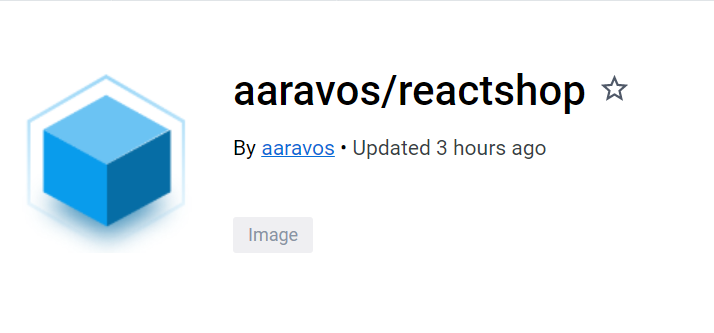 aaravos/reactshop
By aaravos • Updated 3 hours ago
Image